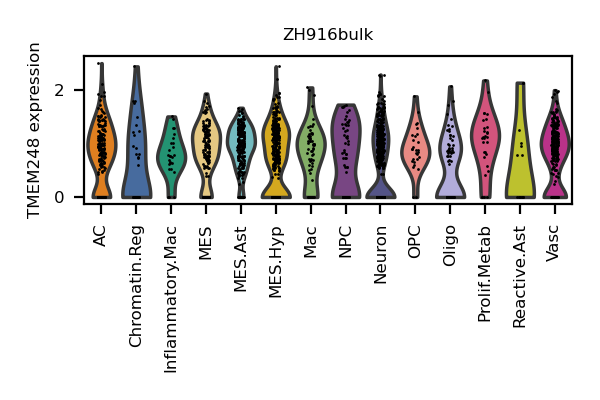 ZH916bulk
TMEM248 expression
2
0
AC
Chromatin.Reg
Inflammatory.Mac
MES
MES.Ast
MES.Hyp
Mac
NPC
Neuron
OPC
Oligo
Prolif.Metab
Reactive.Ast
Vasc